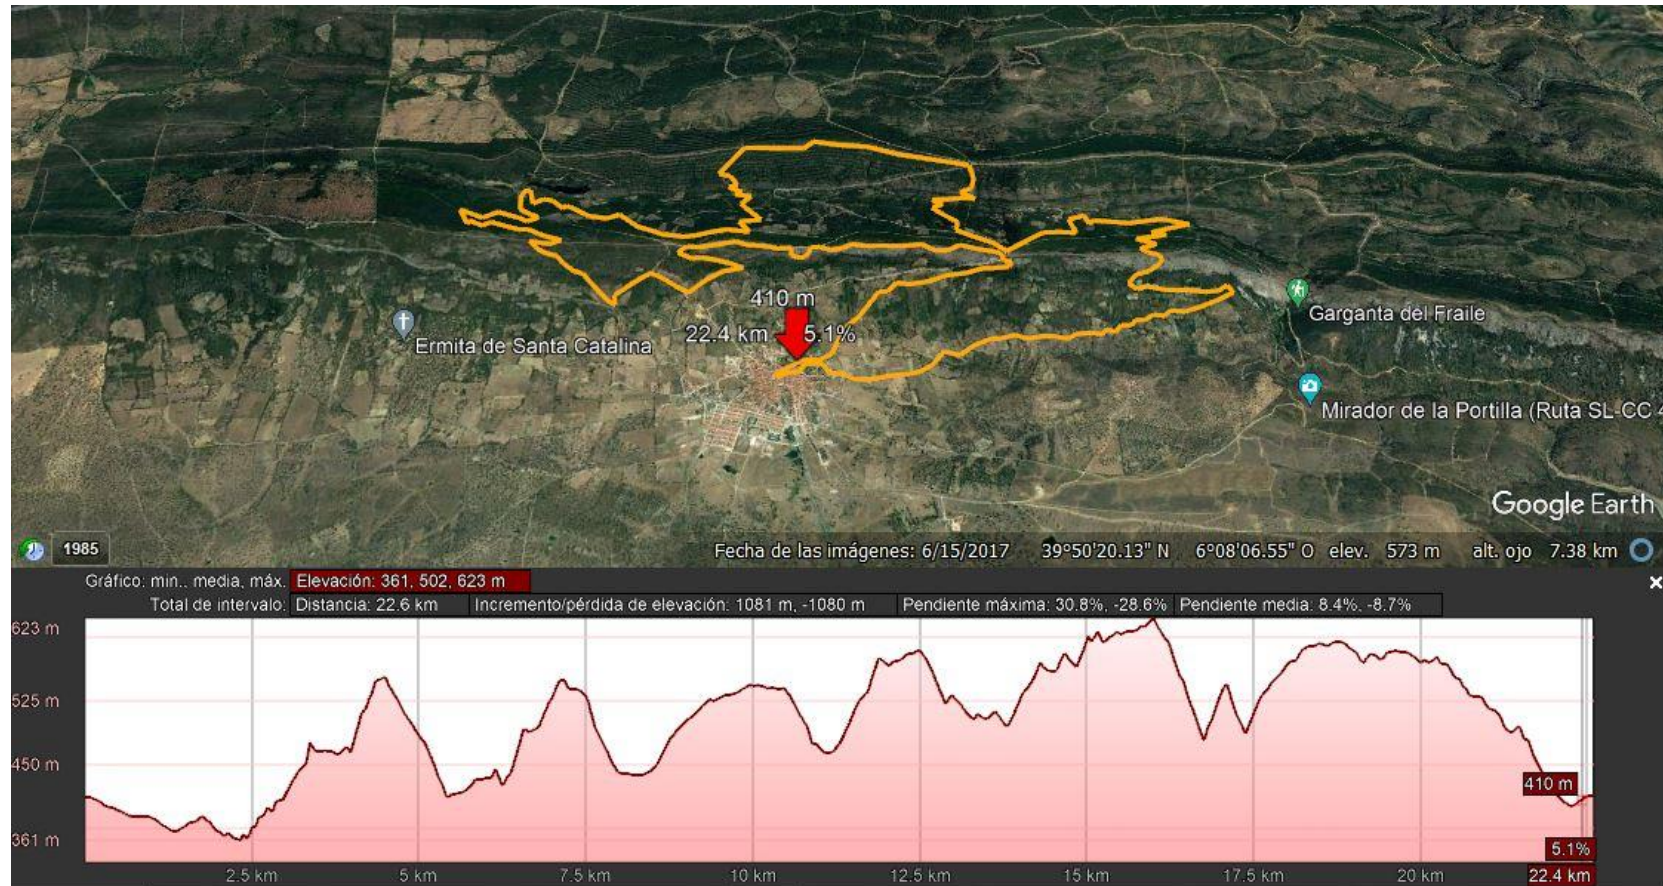 410 m
22.4 km 5.1%
Garganta del Fraile
Ermita de Santa Catalina
Mirador de la Portilla (Ruta SL-CC 4
Google Earth
1985
Fecha de las imágenes: 6/15/2017 39°50'20.13" N 6°08'06.55" O elev. 573 m alt. ojo 7.38 km
Gráfico: min., media, máx. Elevación: 361, 502, 623 m
Total de intervalo: Distancia: 22.6 km Incremento/pérdida de elevación: 1081 m, -1080 m Pendiente máxima: 30.8%, -28.6% Pendiente media: 8.4%, -8.7%
623 m
525 m
450 m
410 m
361 m
5.1%
2.5 km 5 km 7.5 km 10 km 12.5 km 15 km 17.5 km 20 km 22.4 km